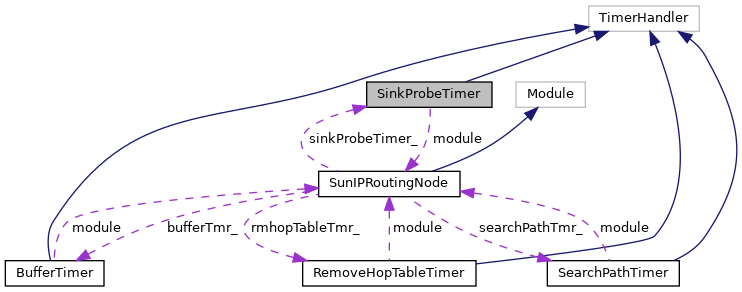 TimerHandler
SinkProbeTimer
Module
sinkProbeTimer_
module
SunIPRoutingNode
module
bufferTmr_
rmhopTableTmr_
module
searchPathTmr_
module
BufferTimer
RemoveHopTableTimer
SearchPathTimer